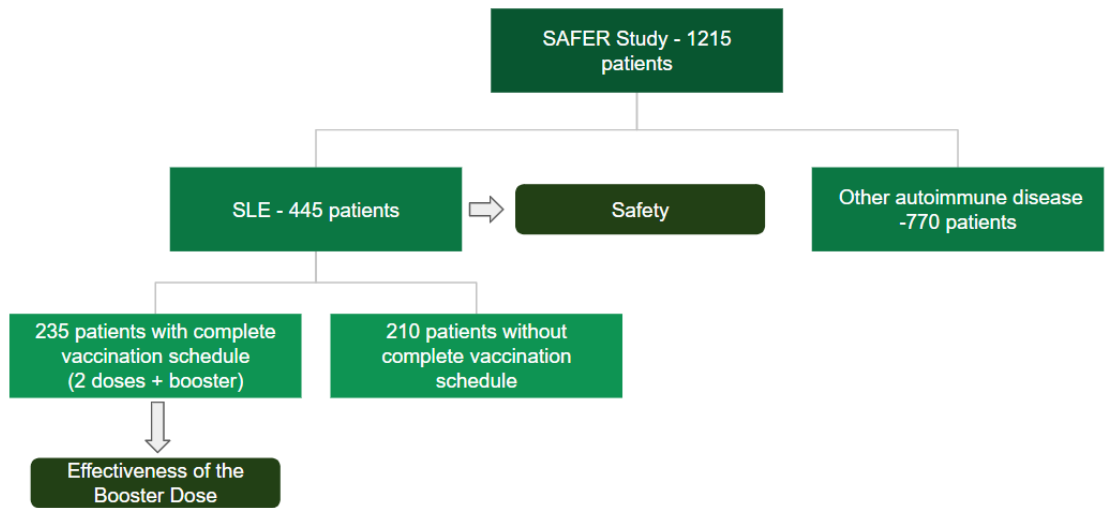 SAFER Study - 1215
patients
SLE - 445 patients
Safety
Other autoimmune disease
-770 patients
235 patients with complete
vaccination schedule
(2 doses + booster)
210 patients without
complete vaccination
schedule
Effectiveness of the
Booster Dose